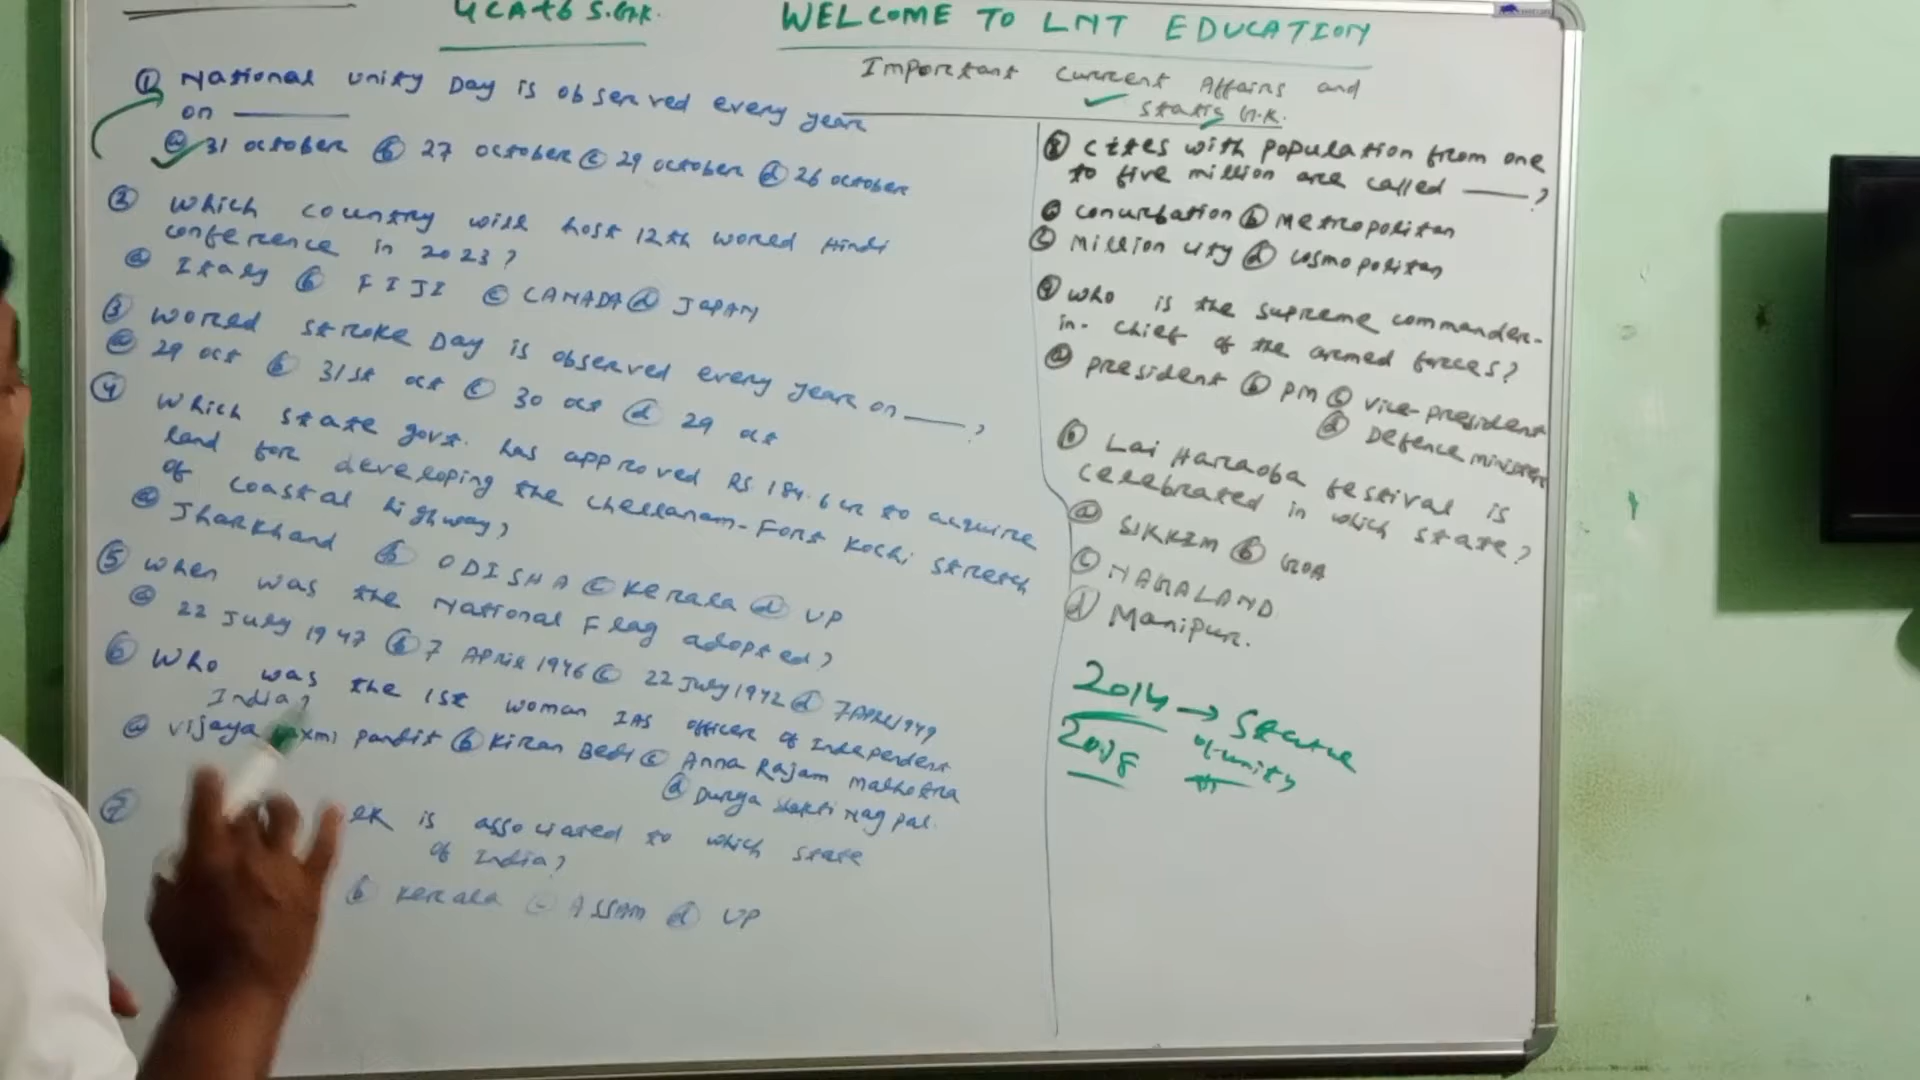 4CA+6 S.G.K.
WELCOME TO LNT EDUCATION
Important Current Affairs and
Static G.K.
① National Unity Day is observed every year
on ______
ⓐ 31 october ⓑ 27 october ⓒ 29 october ⓓ 26 october
② Which country will host 12th World Hindi
conference in 2023?
ⓐ Italy ⓑ FIJI ⓒ CANADA ⓓ JAPAN
③ World Stroke Day is observed every year on ____?
ⓐ 29 oct ⓑ 31st oct ⓒ 30 oct ⓓ 29 oct
④ Which state govt. has approved Rs 184.6 cr to acquire
land for developing the Chellanam-Fort Kochi stretch
of coastal highway?
ⓐ Jharkhand ⓑ ODISHA ⓒ Kerala ⓓ UP
⑤ When was the National Flag adopted?
ⓐ 22 July 1947 ⓑ 7 April 1946 ⓒ 22 July 1942 ⓓ 7 April 1949
⑥ Who was the 1st woman IAS officer of Independent
India?
ⓐ Vijaya pandit ⓑ Kiran Bedi ⓒ Anna Rajam Malhotra
ⓓ Durga Shakti Nag pal.
⑦ is associated to which state
of India?
ⓑ Kerala ⓒ ASSAM ⓓ UP
⑧ cites with population from one
to five million are called ____?
ⓐ conurbation ⓑ metropolitan
ⓒ million city ⓓ cosmopolitan
⑨ who is the supreme commander-
in-chief of the armed forces?
ⓐ president ⓑ PM ⓒ vice-president
ⓓ Defence minister
Lai Haraoba festival is
celebrated in which state?
ⓐ SIKKIM ⓑ GOA
ⓒ NAGALAND
ⓓ Manipur.
2014 → Statue
of unity
2018